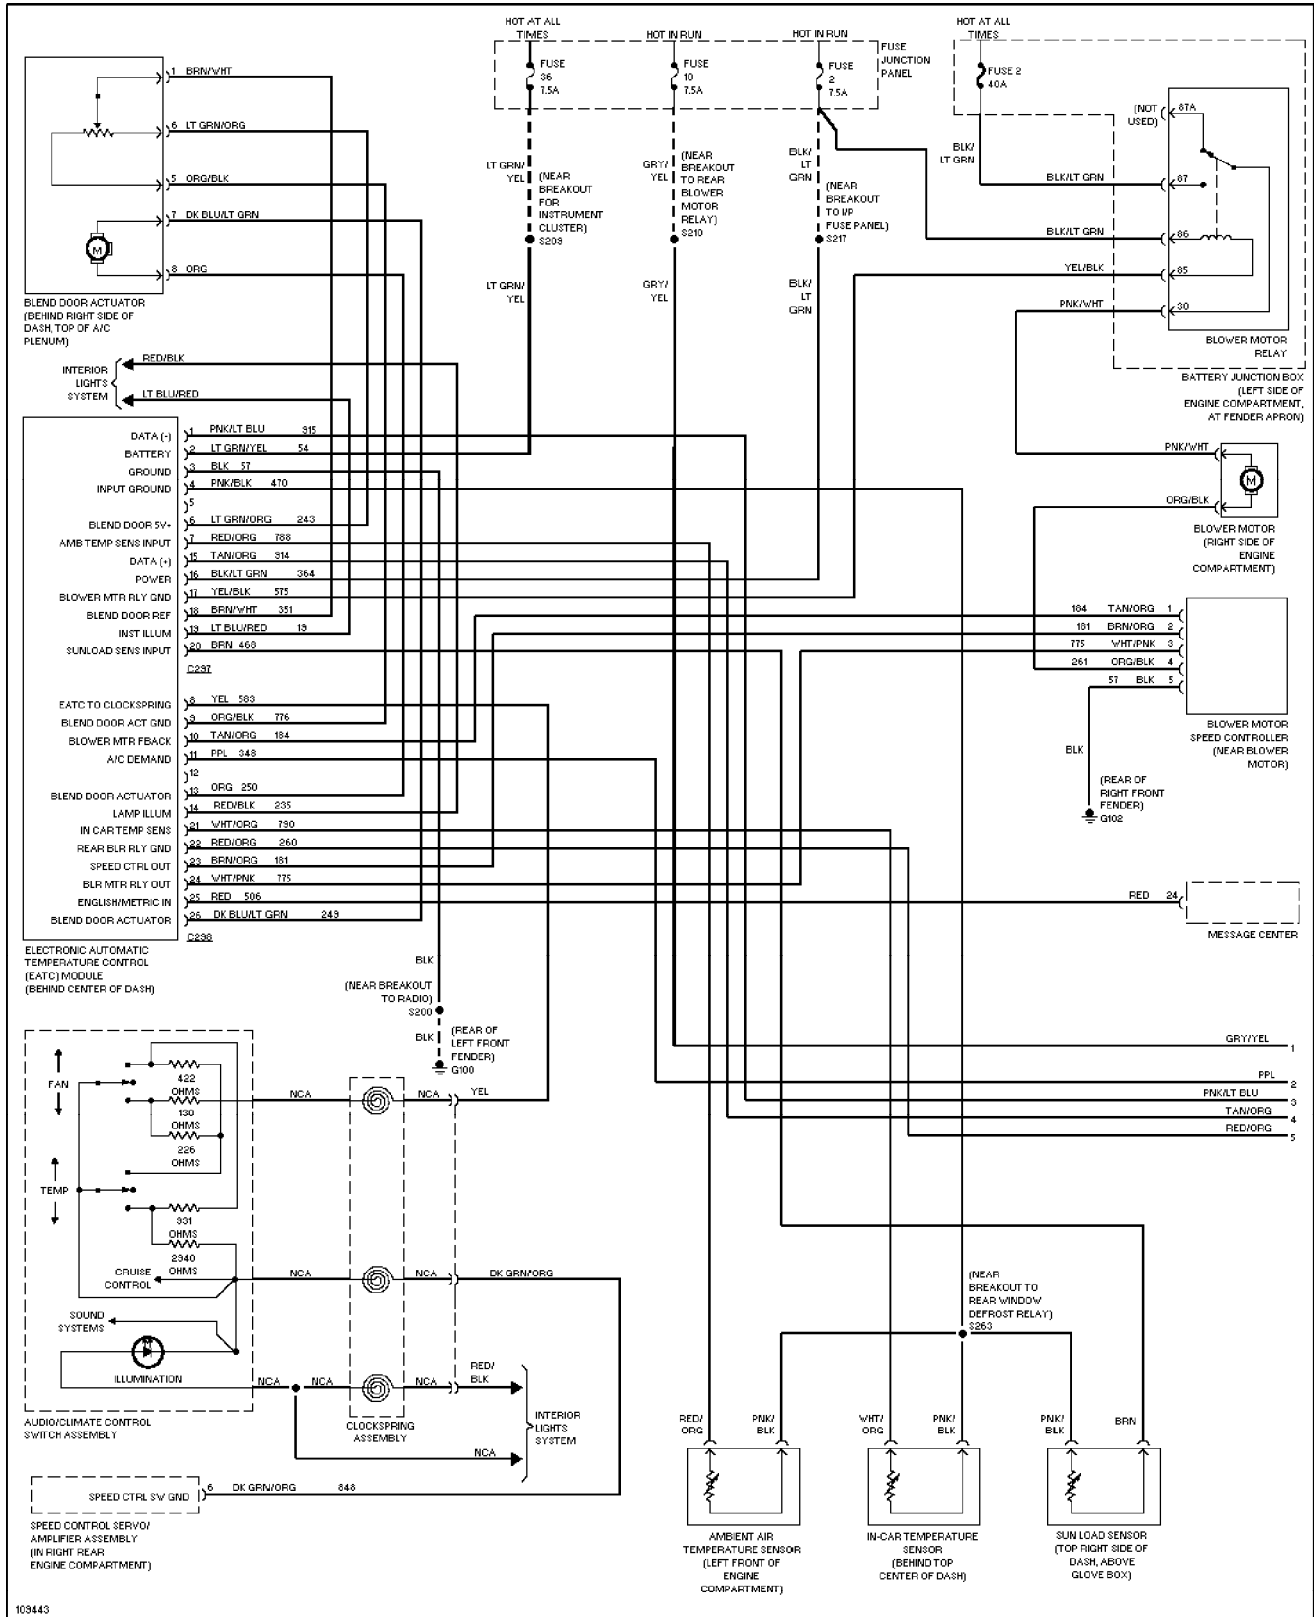 HOT AT ALL
TIMES
HOT IN RUN
HOT IN RUN
HOT AT ALL
TIMES
FUSE
36
7.5A
FUSE
10
7.5A
FUSE
2
7.5A
FUSE
JUNCTION
PANEL
FUSE 2
40A
1 BRN/WHT
6 LT GRN/ORG
5 ORG/BLK
7 DK BLU/LT GRN
M
8 ORG
BLEND DOOR ACTUATOR
(BEHIND RIGHT SIDE OF
DASH, TOP OF A/C
PLENUM)
LT GRN/
YEL
(NEAR
BREAKOUT
FOR
INSTRUMENT
CLUSTER)
S209
LT GRN/
YEL
GRY/
YEL
(NEAR
BREAKOUT
TO REAR
BLOWER
MOTOR
RELAY)
S210
GRY/
YEL
BLK/
LT
GRN
(NEAR
BREAKOUT
TO I/P
FUSE PANEL)
S217
BLK/
LT
GRN
BLK/
LT GRN
(NOT
USED)
87A
BLK/LT GRN 87
BLK/LT GRN 86
YEL/BLK 85
PNK/WHT 30
BLOWER MOTOR
RELAY
BATTERY JUNCTION BOX
(LEFT SIDE OF
ENGINE COMPARTMENT,
AT FENDER APRON)
INTERIOR
LIGHTS
SYSTEM
RED/BLK
LT BLU/RED
DATA (-) 1 PNK/LT BLU 915
BATTERY 2 LT GRN/YEL 54
GROUND 3 BLK 57
INPUT GROUND 4 PNK/BLK 470
5
BLEND DOOR 5V+ 6 LT GRN/ORG 243
AMB TEMP SENS INPUT 7 RED/ORG 788
DATA (+) 15 TAN/ORG 914
POWER 16 BLK/LT GRN 364
BLOWER MTR RLY GND 17 YEL/BLK 575
BLEND DOOR REF 18 BRN/WHT 351
INST ILLUM 19 LT BLU/RED 19
SUNLOAD SENS INPUT 20 BRN 468
C297
EATC TO CLOCKSPRING 8 YEL 583
BLEND DOOR ACT GND 9 ORG/BLK 776
BLOWER MTR FBACK 10 TAN/ORG 184
A/C DEMAND 11 PPL 348
12
BLEND DOOR ACTUATOR 13 ORG 250
LAMP ILLUM 14 RED/BLK 235
IN CAR TEMP SENS 21 WHT/ORG 790
REAR BLR RLY GND 22 RED/ORG 260
SPEED CTRL OUT 23 BRN/ORG 181
BLR MTR RLY OUT 24 WHT/PNK 775
ENGLISH/METRIC IN 25 RED 506
BLEND DOOR ACTUATOR 26 DK BLU/LT GRN 249
C298
ELECTRONIC AUTOMATIC
TEMPERATURE CONTROL
(EATC) MODULE
(BEHIND CENTER OF DASH)
PNK/WHT
M
ORG/BLK
BLOWER MOTOR
(RIGHT SIDE OF
ENGINE
COMPARTMENT)
184 TAN/ORG 1
181 BRN/ORG 2
775 WHT/PNK 3
261 ORG/BLK 4
57 BLK 5
BLOWER MOTOR
SPEED CONTROLLER
(NEAR BLOWER
MOTOR)
BLK
(REAR OF
RIGHT FRONT
FENDER)
G102
RED 24
MESSAGE CENTER
BLK
(NEAR BREAKOUT
TO RADIO)
S200
BLK
(REAR OF
LEFT FRONT
FENDER)
G100
GRY/YEL 1
PPL 2
PNK/LT BLU 3
TAN/ORG 4
RED/ORG 5
FAN
422
OHMS
130
OHMS
226
OHMS
TEMP
931
OHMS
2940
OHMS
CRUISE
CONTROL
SOUND
SYSTEMS
ILLUMINATION
AUDIO/CLIMATE CONTROL
SWITCH ASSEMBLY
NCA NCA YEL
NCA NCA DK GRN/ORG
NCA NCA NCA
RED/
BLK
NCA
CLOCKSPRING
ASSEMBLY
INTERIOR
LIGHTS
SYSTEM
SPEED CTRL SW GND 6 DK GRN/ORG 848
SPEED CONTROL SERVO/
AMPLIFIER ASSEMBLY
(IN RIGHT REAR
ENGINE COMPARTMENT)
(NEAR
BREAKOUT TO
REAR WINDOW
DEFROST RELAY)
S263
RED/
ORG
PNK/
BLK
WHT/
ORG
PNK/
BLK
PNK/
BLK
BRN
AMBIENT AIR
TEMPERATURE SENSOR
(LEFT FRONT OF
ENGINE
COMPARTMENT)
IN-CAR TEMPERATURE
SENSOR
(BEHIND TOP
CENTER OF DASH)
SUN LOAD SENSOR
(TOP RIGHT SIDE OF
DASH, ABOVE
GLOVE BOX)
109443